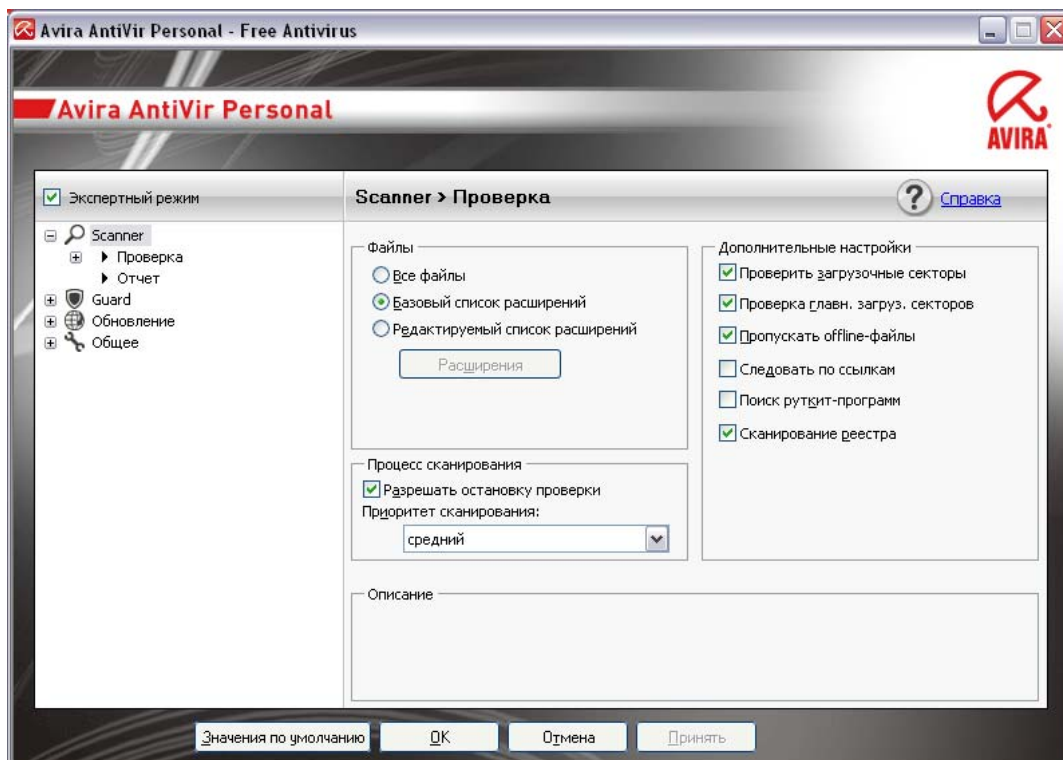 Avira AntiVir Personal - Free Antivirus
Avira AntiVir Personal
AVIRA
Экспертный режим
Scanner
Проверка
Отчет
Guard
Обновление
Общее
Scanner > Проверка
? Справка
Файлы
Все файлы
Базовый список расширений
Редактируемый список расширений
Расширения
Процесс сканирования
Разрешать остановку проверки
Приоритет сканирования:
средний
Дополнительные настройки
Проверить загрузочные секторы
Проверка главн. загруз. секторов
Пропускать offline-файлы
Следовать по ссылкам
Поиск руткит-программ
Сканирование реестра
Описание
Значения по умолчанию
OK
Отмена
Принять